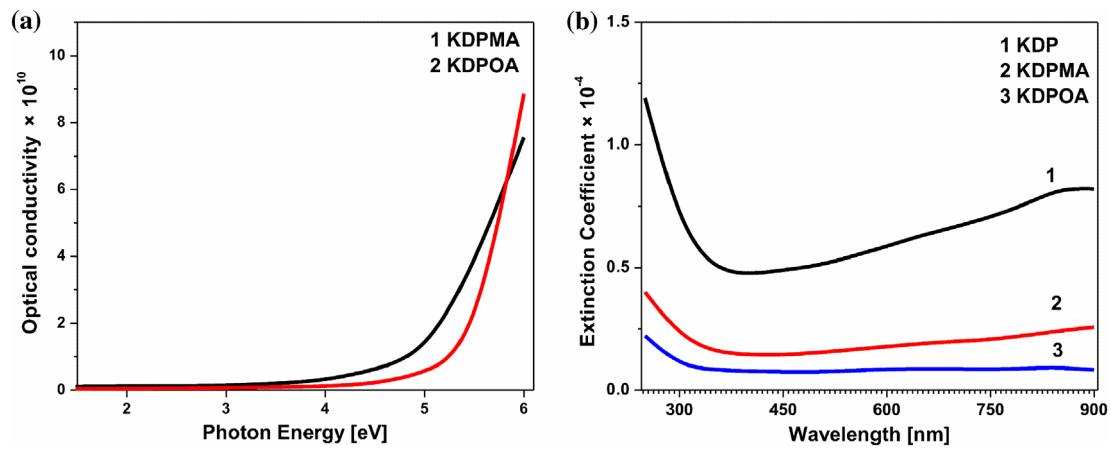 (a)
1 KDPMA
2 KDPOA
10
8
6
4
2
0
2
3
4
5
6
Optical conductivity × 10¹⁰
Photon Energy [eV]
(b)
1 KDP
2 KDPMA
3 KDPOA
1.5
1.0
0.5
0.0
1
2
3
300
450
600
750
900
Extinction Coefficient × 10⁻⁴
Wavelength [nm]